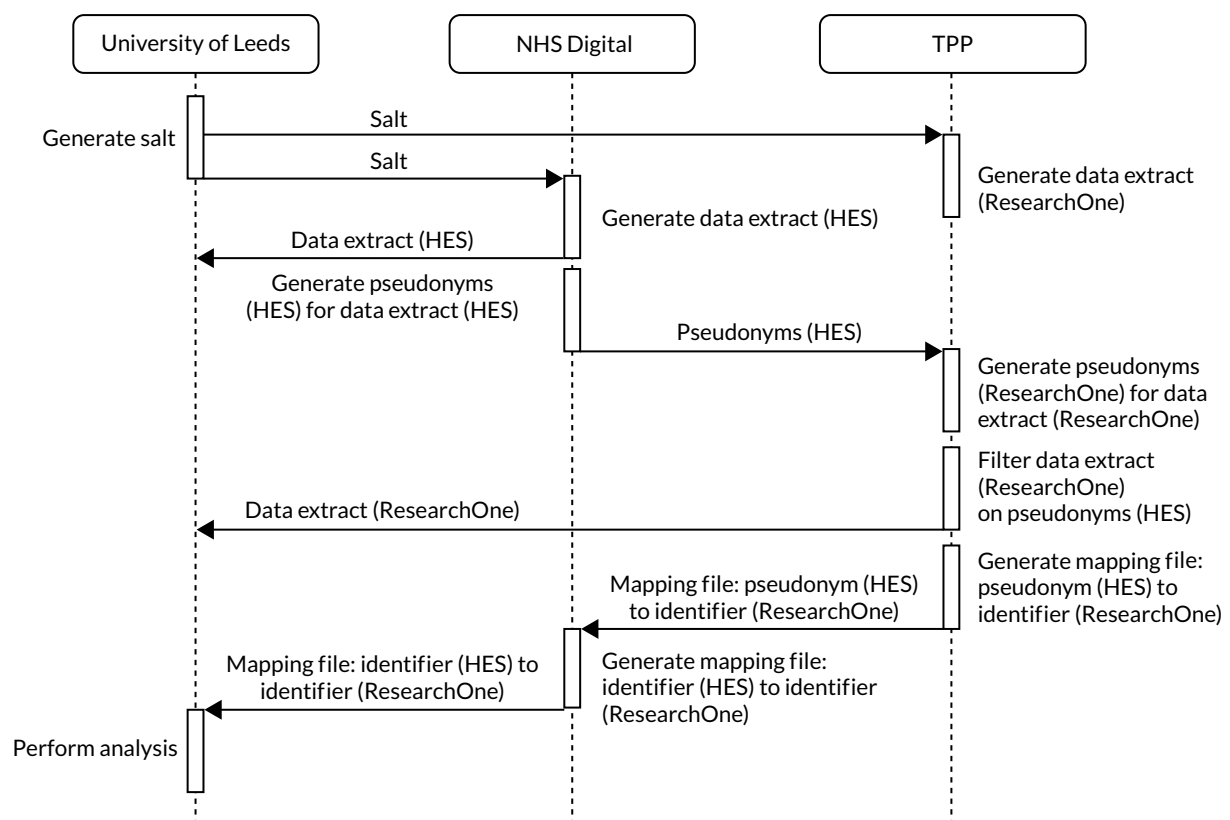 University of Leeds
NHS Digital
TPP
Salt
Generate salt
Salt
Generate data extract
(ResearchOne)
Generate data extract (HES)
Data extract (HES)
Generate pseudonyms
(HES) for data extract (HES)
Pseudonyms (HES)
Generate pseudonyms
(ResearchOne) for data
extract (ResearchOne)
Filter data extract
(ResearchOne)
on pseudonyms (HES)
Data extract (ResearchOne)
Generate mapping file:
pseudonym (HES) to
identifier (ResearchOne)
Mapping file: pseudonym (HES)
to identifier (ResearchOne)
Mapping file: identifier (HES) to
identifier (ResearchOne)
Generate mapping file:
identifier (HES) to identifier
(ResearchOne)
Perform analysis